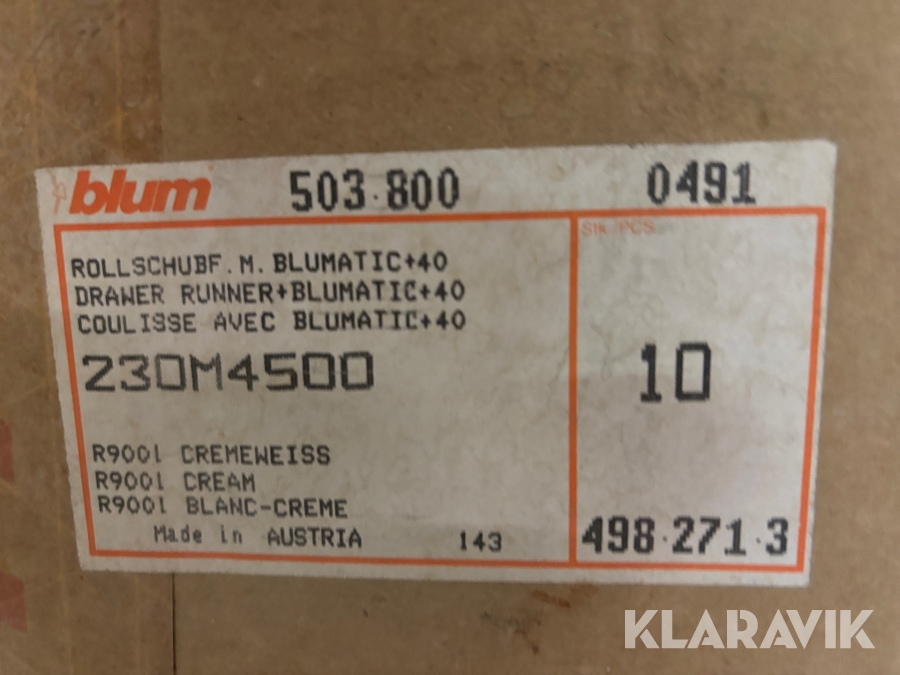 blum 503.800 0491
Stk./PCS
ROLLSCHUBF.M.BLUMATIC+40
DRAWER RUNNER+BLUMATIC+40
COULISSE AVEC BLUMATIC+40
230M4500
10
R9001 CREMEWEISS
R9001 CREAM
R9001 BLANC-CREME
Made in AUSTRIA 143
498.271.3
KLARAVIK